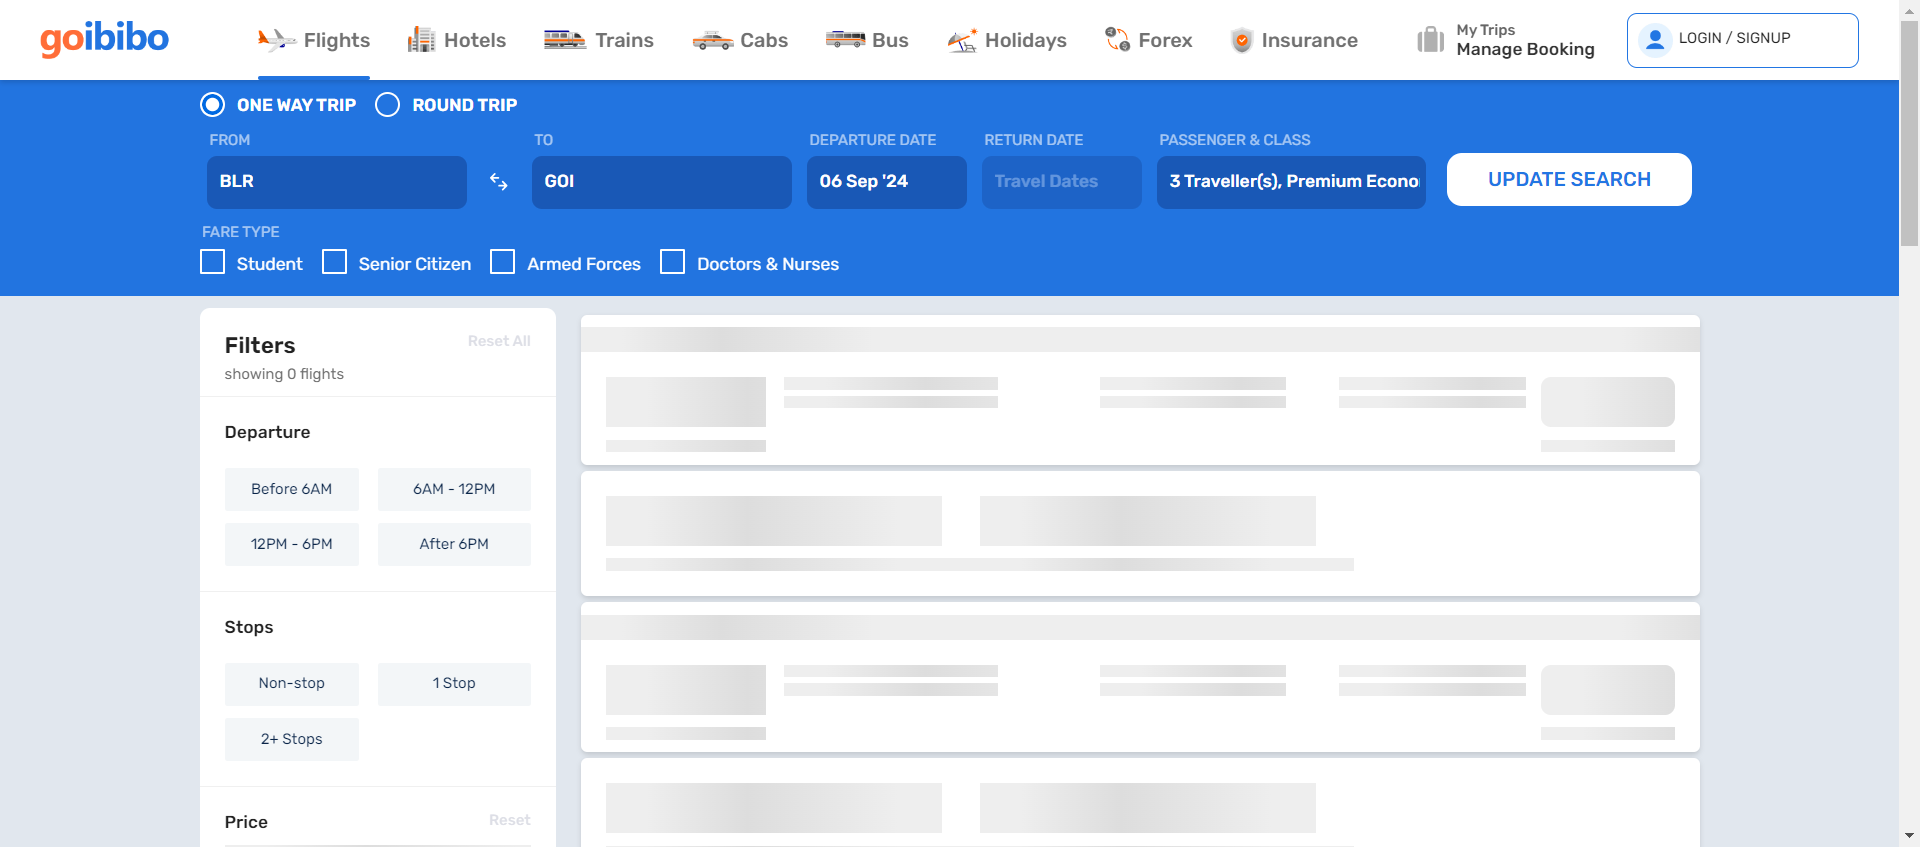 goibibo
Flights
Hotels
Trains
Cabs
Bus
Holidays
Forex
Insurance
My Trips
Manage Booking
LOGIN / SIGNUP
ONE WAY TRIP
ROUND TRIP
FROM
TO
DEPARTURE DATE
RETURN DATE
PASSENGER & CLASS
BLR
GOI
06 Sep '24
Travel Dates
3 Traveller(s), Premium Econo
UPDATE SEARCH
FARE TYPE
Student
Senior Citizen
Armed Forces
Doctors & Nurses
Filters
Reset All
showing 0 flights
Departure
Before 6AM
6AM - 12PM
12PM - 6PM
After 6PM
Stops
Non-stop
1 Stop
2+ Stops
Price
Reset